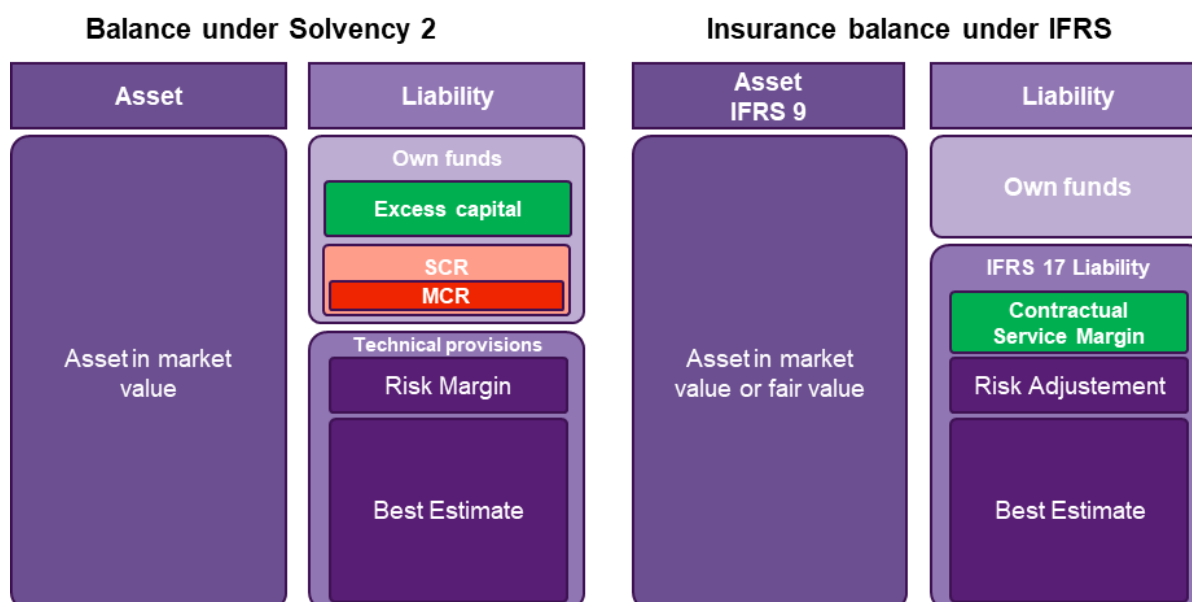 Balance under Solvency 2
Asset
Liability
Asset in market
value
Own funds
Excess capital
SCR
MCR
Technical provisions
Risk Margin
Best Estimate
Insurance balance under IFRS
Asset
IFRS 9
Liability
Asset in market
value or fair value
Own funds
IFRS 17 Liability
Contractual
Service Margin
Risk Adjustement
Best Estimate